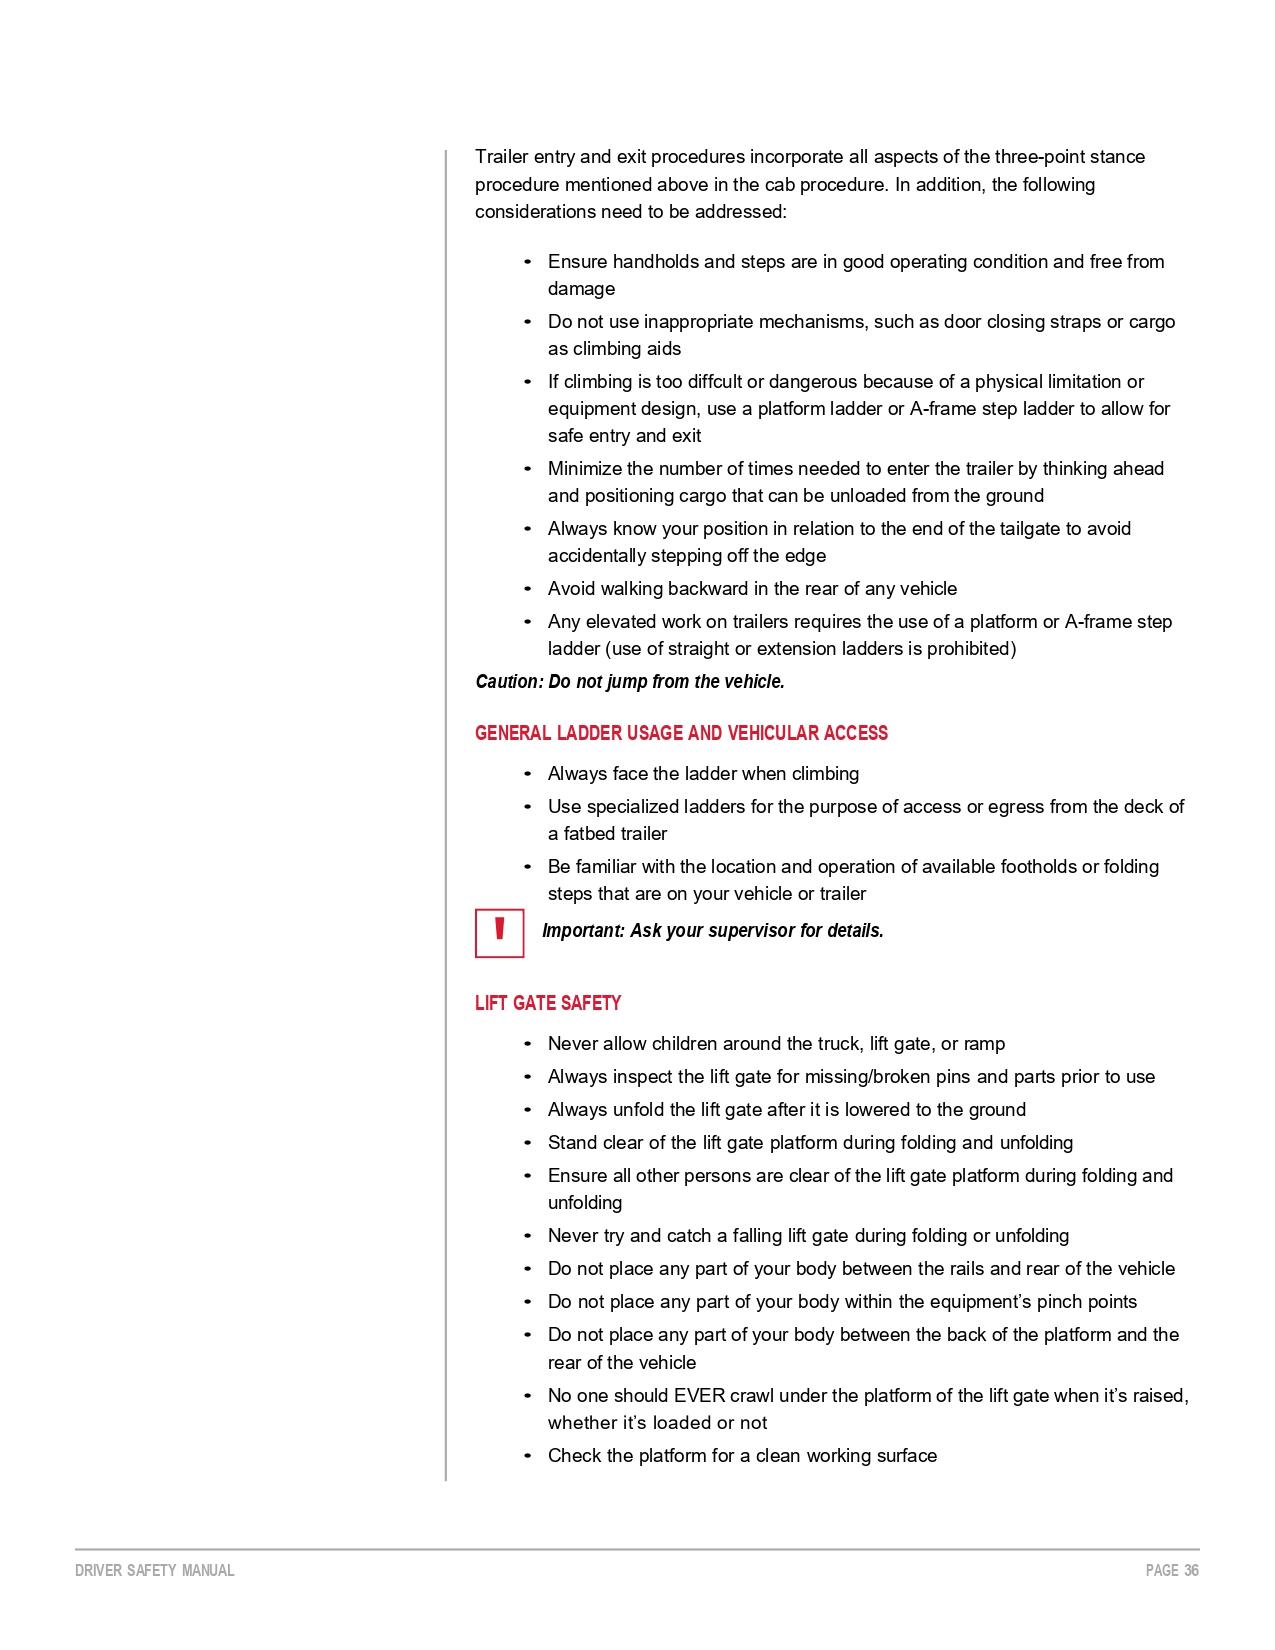 Trailer entry and exit procedures incorporate all aspects of the three-point stance
procedure mentioned above in the cab procedure. In addition, the following
considerations need to be addressed:
• Ensure handholds and steps are in good operating condition and free from
damage
• Do not use inappropriate mechanisms, such as door closing straps or cargo
as climbing aids
• If climbing is too diffcult or dangerous because of a physical limitation or
equipment design, use a platform ladder or A-frame step ladder to allow for
safe entry and exit
• Minimize the number of times needed to enter the trailer by thinking ahead
and positioning cargo that can be unloaded from the ground
• Always know your position in relation to the end of the tailgate to avoid
accidentally stepping off the edge
• Avoid walking backward in the rear of any vehicle
• Any elevated work on trailers requires the use of a platform or A-frame step
ladder (use of straight or extension ladders is prohibited)
Caution: Do not jump from the vehicle.
GENERAL LADDER USAGE AND VEHICULAR ACCESS
• Always face the ladder when climbing
• Use specialized ladders for the purpose of access or egress from the deck of
a fatbed trailer
• Be familiar with the location and operation of available footholds or folding
steps that are on your vehicle or trailer
Important: Ask your supervisor for details.
LIFT GATE SAFETY
• Never allow children around the truck, lift gate, or ramp
• Always inspect the lift gate for missing/broken pins and parts prior to use
• Always unfold the lift gate after it is lowered to the ground
• Stand clear of the lift gate platform during folding and unfolding
• Ensure all other persons are clear of the lift gate platform during folding and
unfolding
• Never try and catch a falling lift gate during folding or unfolding
• Do not place any part of your body between the rails and rear of the vehicle
• Do not place any part of your body within the equipment’s pinch points
• Do not place any part of your body between the back of the platform and the
rear of the vehicle
• No one should EVER crawl under the platform of the lift gate when it’s raised,
whether it’s loaded or not
• Check the platform for a clean working surface
DRIVER SAFETY MANUAL PAGE 36